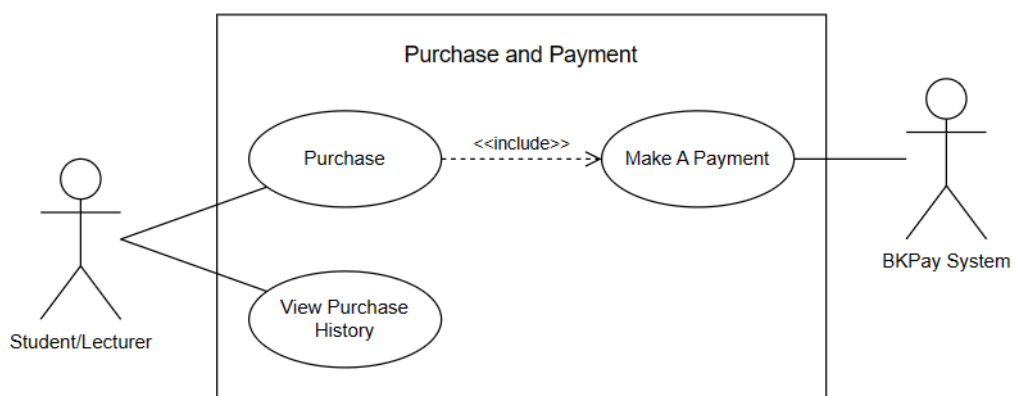 Purchase and Payment
Purchase
<<include>>
Make A Payment
View Purchase
History
Student/Lecturer
BKPay System